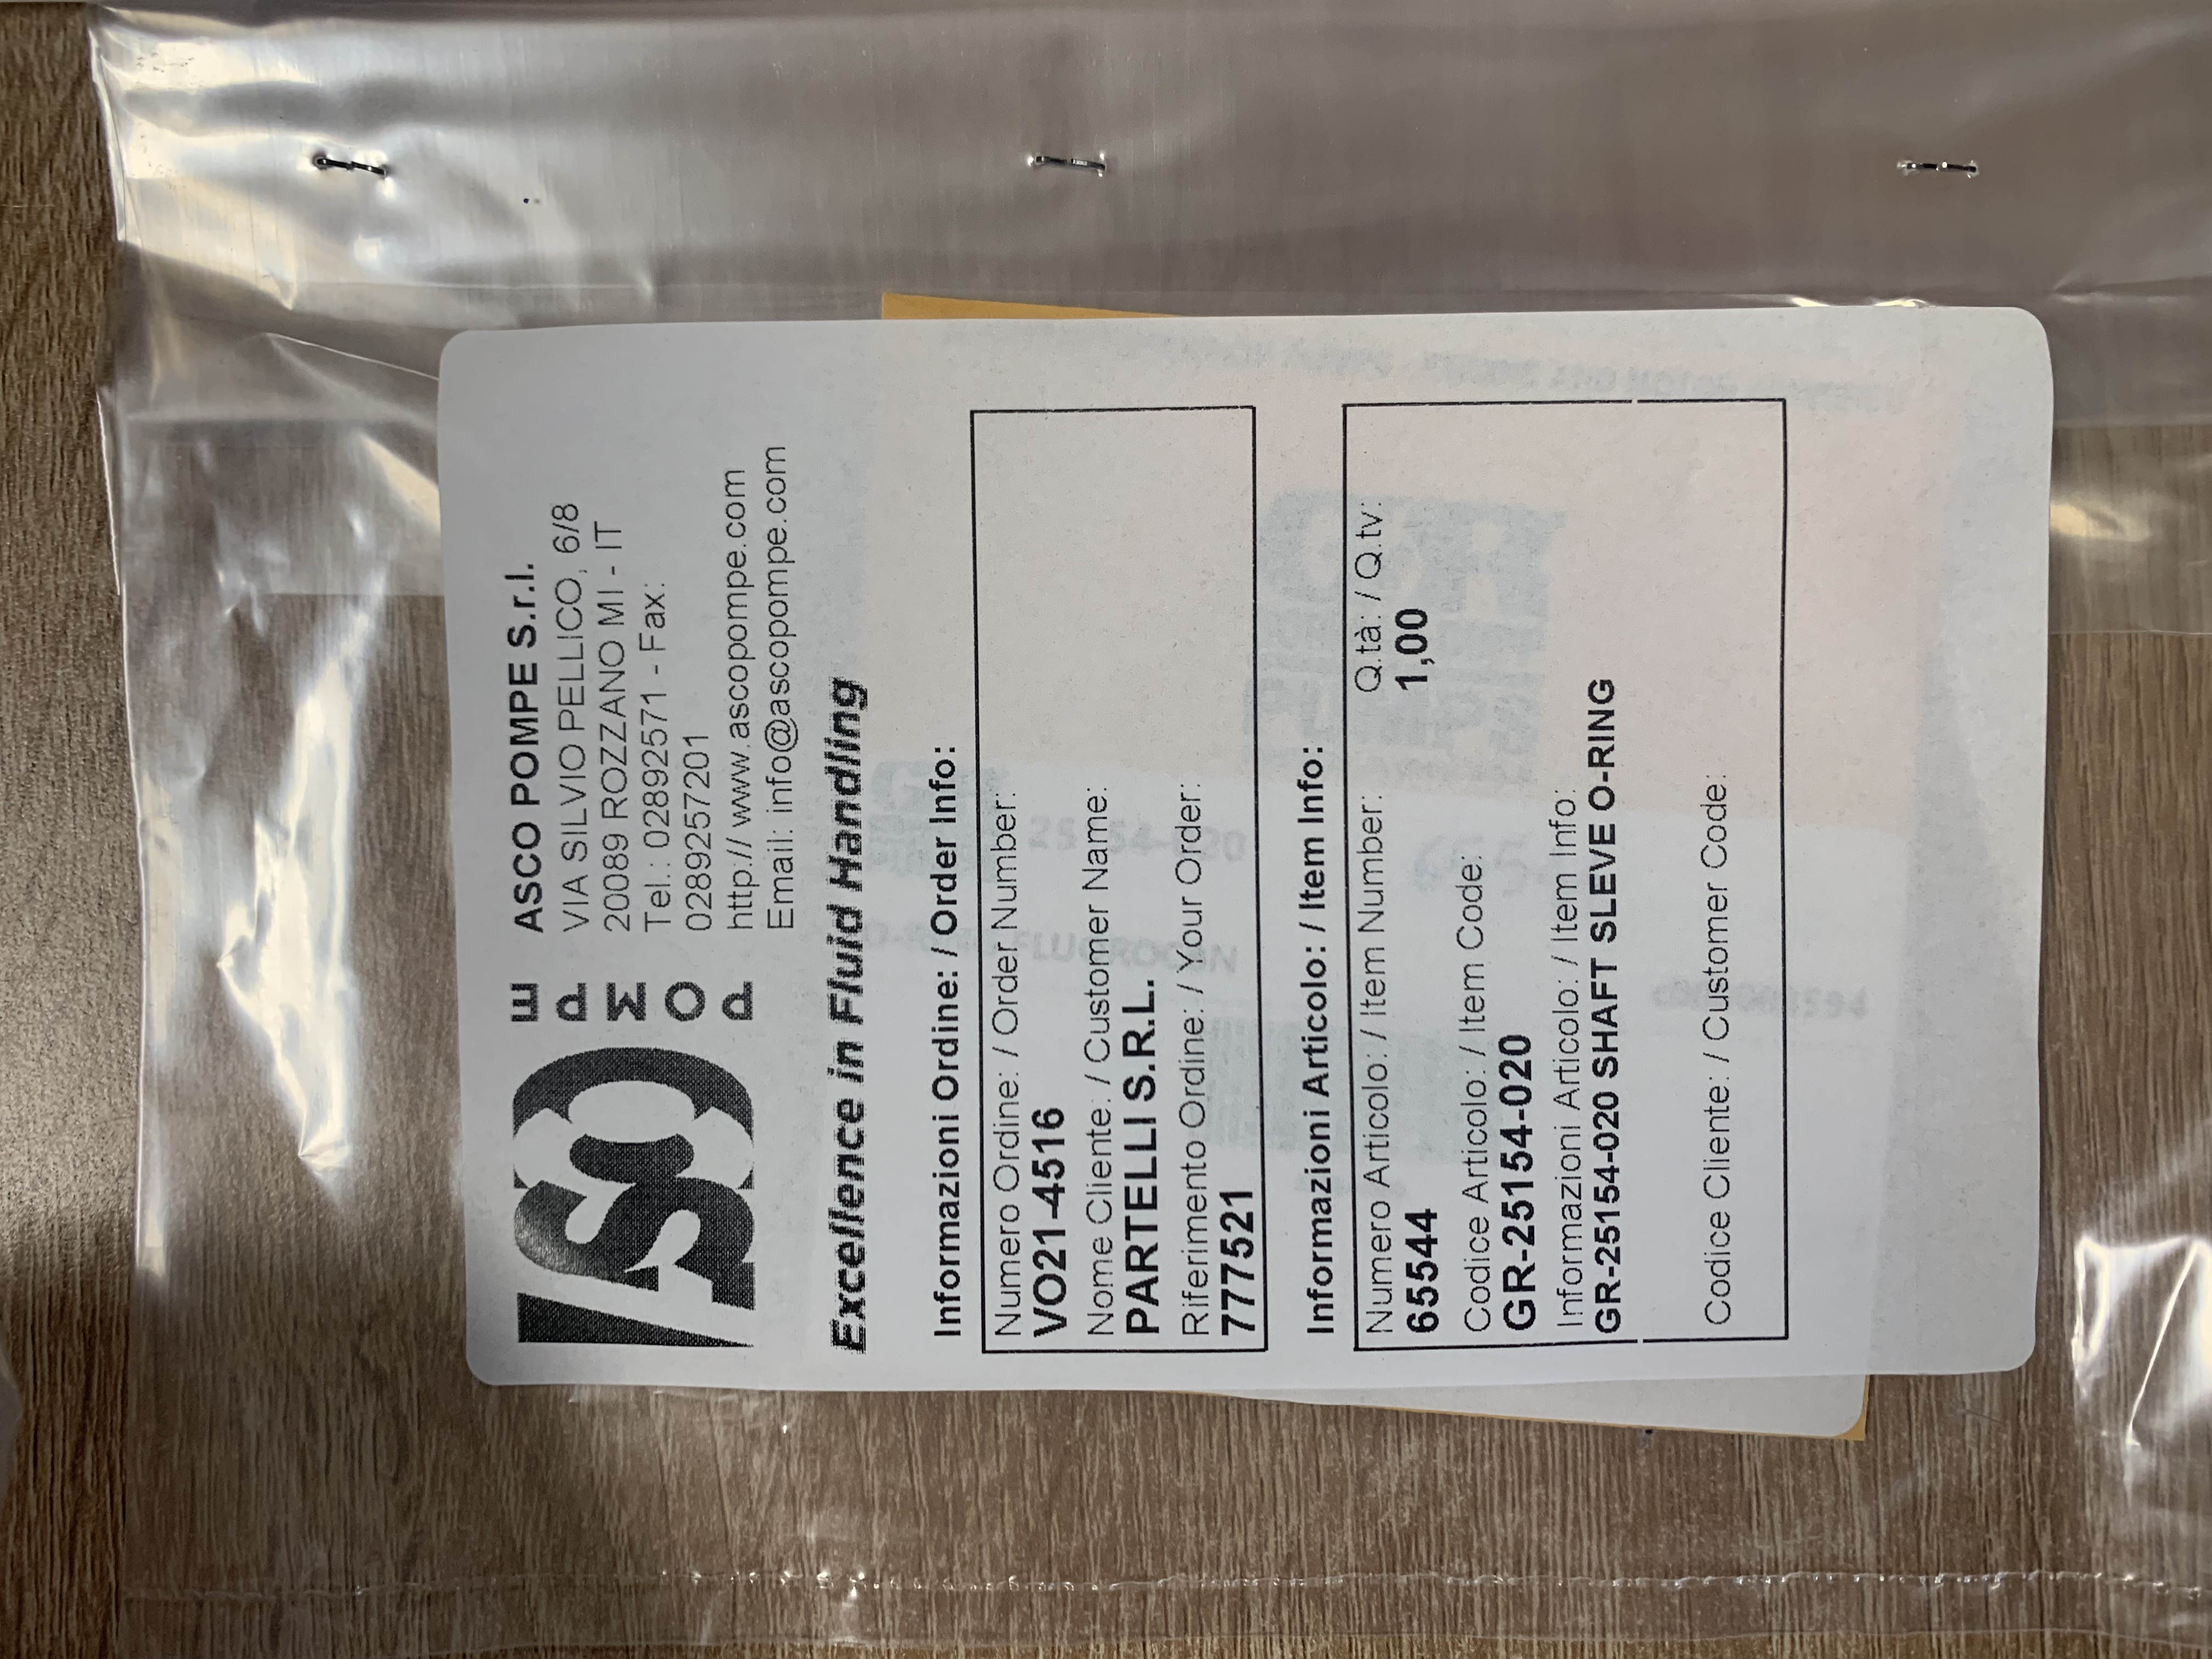 ASCO
POMPE
ASCO POMPE S.r.l.
VIA SILVIO PELLICO, 6/8
20089 ROZZANO MI - IT
Tel.: 02892571 - Fax:
0289257201
http:// www.ascopompe.com
Email: info@ascopompe.com
Excellence in Fluid Handling
Informazioni Ordine: / Order Info:
Numero Ordine: / Order Number:
VO21-4516
Nome Cliente: / Customer Name:
PARTELLI S.R.L.
Riferimento Ordine: / Your Order:
777521
Informazioni Articolo: / Item Info:
Numero Articolo: / Item Number: Q.tà: / Q.ty:
65544 1,00
Codice Articolo: / Item Code:
GR-25154-020
Informazioni Articolo: / Item Info:
GR-25154-020 SHAFT SLEVE O-RING
Codice Cliente: / Customer Code:
25154-020